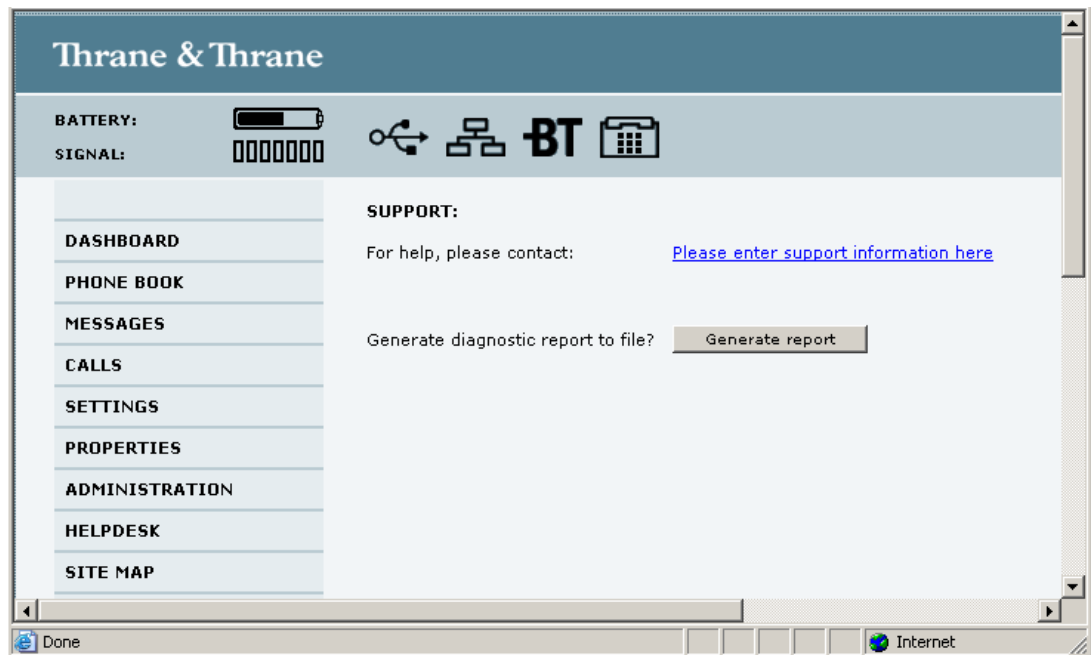 Thrane & Thrane
BATTERY:
SIGNAL:
BT
DASHBOARD
PHONE BOOK
MESSAGES
CALLS
SETTINGS
PROPERTIES
ADMINISTRATION
HELPDESK
SITE MAP
SUPPORT:
For help, please contact: Please enter support information here
Generate diagnostic report to file? Generate report
Done
Internet